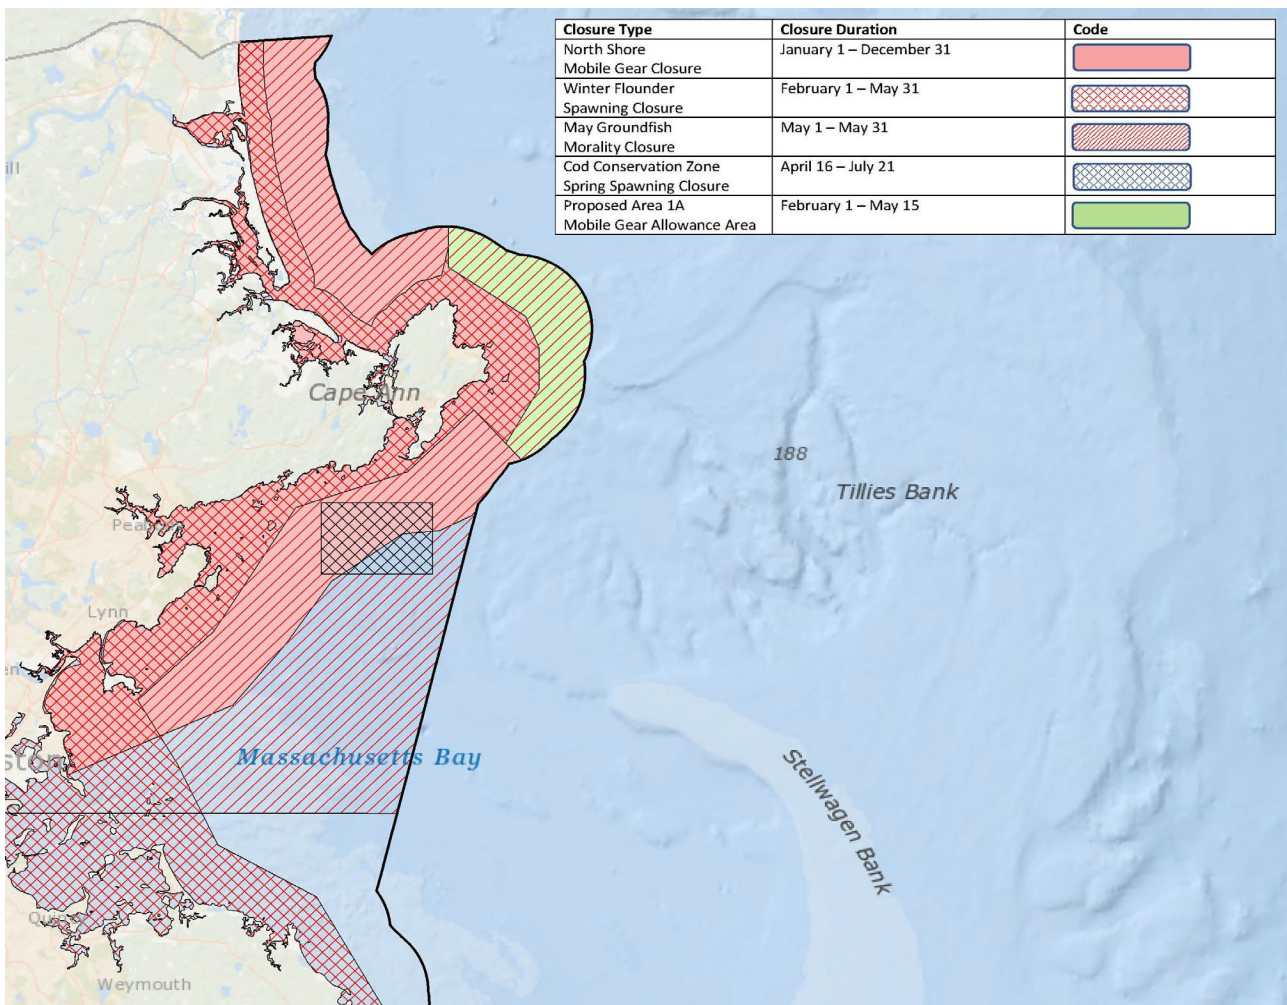 Closure Type Closure Duration Code
North Shore
Mobile Gear Closure January 1 – December 31
Winter Flounder
Spawning Closure February 1 – May 31
May Groundfish
Morality Closure May 1 – May 31
Cod Conservation Zone
Spring Spawning Closure April 16 – July 21
Proposed Area 1A
Mobile Gear Allowance Area February 1 – May 15
ill
Cape Ann
188
Tillies Bank
Lynn
en
Massachusetts Bay
ston
Stellwagen Bank
Weymouth